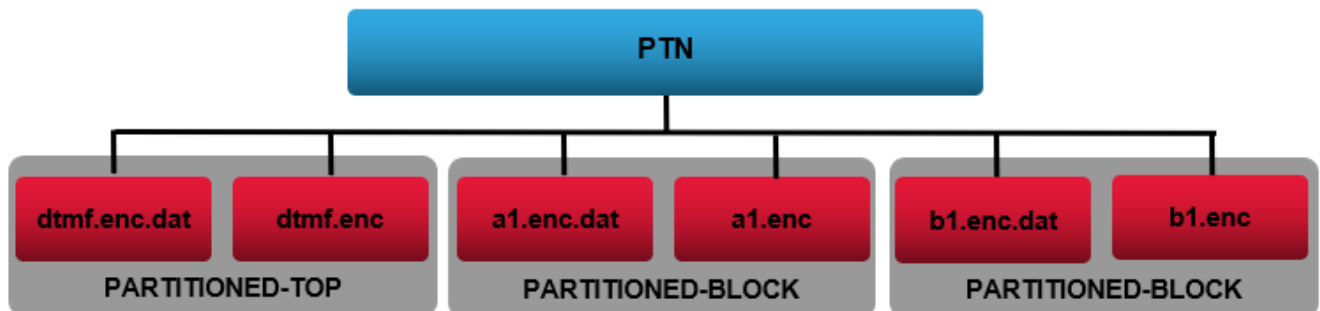 PTN
dtmf.enc.dat
dtmf.enc
a1.enc.dat
a1.enc
b1.enc.dat
b1.enc
PARTITIONED-TOP
PARTITIONED-BLOCK
PARTITIONED-BLOCK